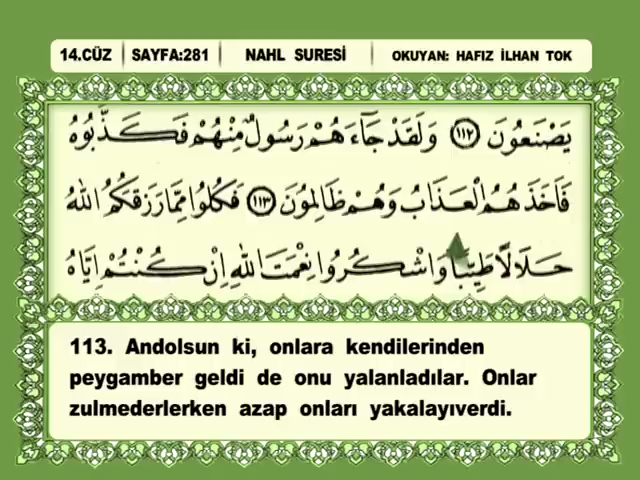 14.CÜZ SAYFA:281 NAHL SURESİ OKUYAN: HAFIZ İLHAN TOK
يَصْنَعُونَ ﴿١١٢﴾ وَلَقَدْ جَٓاءَهُمْ رَسُولٌ مِنْهُمْ فَكَذَّبُوهُ
فَاَخَذَهُمُ الْعَذَابُ وَهُمْ ظَالِمُونَ ﴿١١٣﴾ فَكُلُوا مِمَّا رَزَقَكُمُ اللّٰهُ
حَلَالًا طَيِّبًا وَاشْكُرُوا نِعْمَتَ اللّٰهِ اِنْ كُنْتُمْ اِيَّاهُ
113. Andolsun ki, onlara kendilerinden
peygamber geldi de onu yalanladılar. Onlar
zulmederlerken azap onları yakalayıverdi.